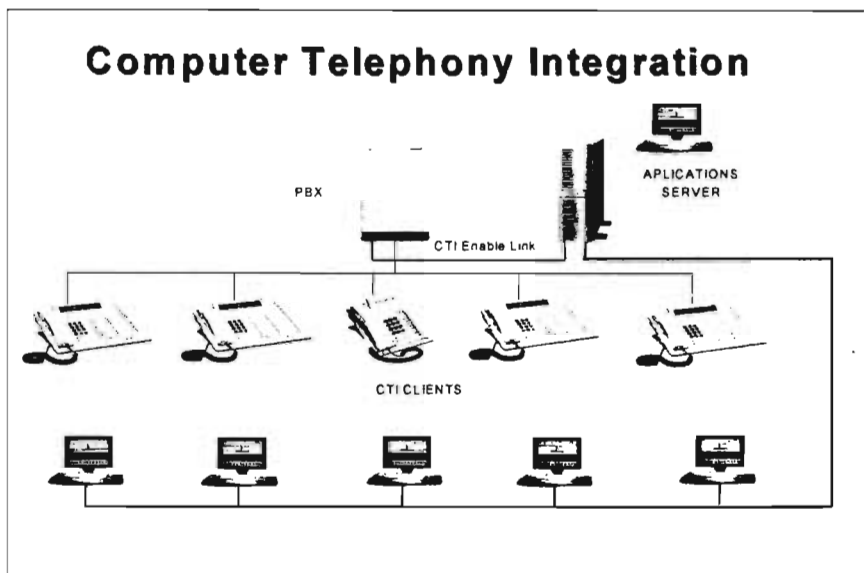 Computer Telephony Integration
APLICATIONS
SERVER
PBX
CTI Enable Link
CTI CLIENTS